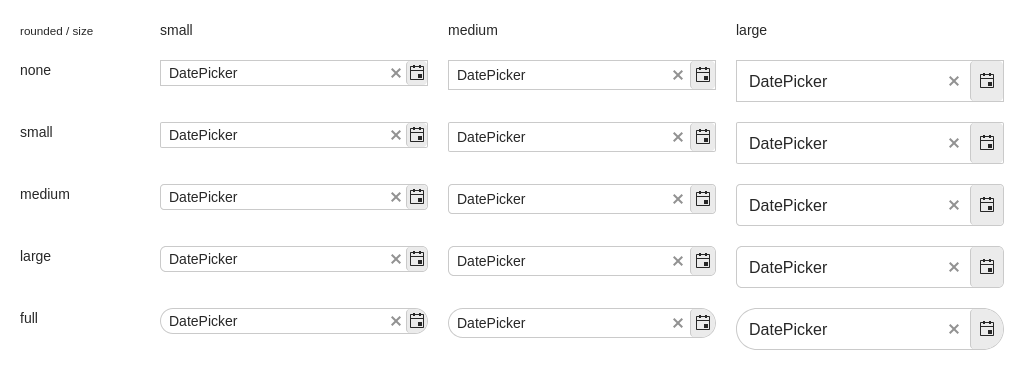 rounded / size small medium large
none DatePicker DatePicker DatePicker
small DatePicker DatePicker DatePicker
medium DatePicker DatePicker DatePicker
large DatePicker DatePicker DatePicker
full DatePicker DatePicker DatePicker